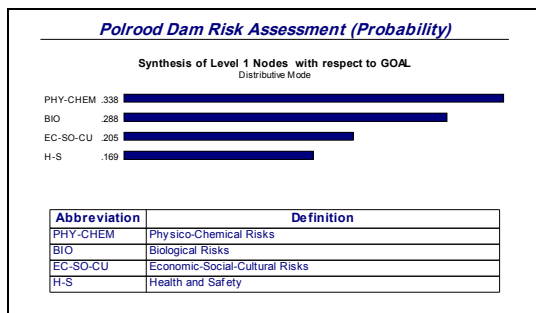 Polrood Dam Risk Assessment (Probability)
Synthesis of Level 1 Nodes with respect to GOAL
Distributive Mode
PHY-CHEM .338
BIO .288
EC-SO-CU .205
H-S .169
Abbreviation Definition
PHY-CHEM Physico-Chemical Risks
BIO Biological Risks
EC-SO-CU Economic-Social-Cultural Risks
H-S Health and Safety